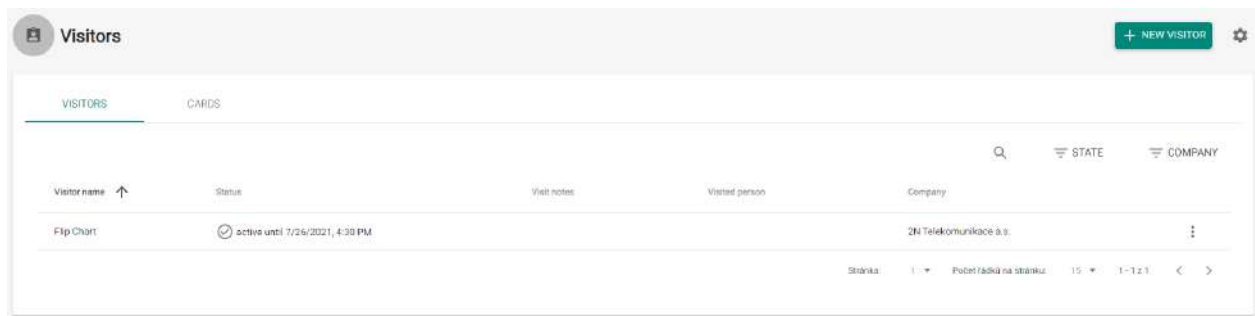 Visitors
+ NEW VISITOR
VISITORS CARDS
STATE COMPANY
Visitor name Status Visit notes Visited person Company
Flip Chart active until 7/26/2021, 4:30 PM 2N Telekomunikace a.s.
Stránka: 1 Počet řádků na stránku: 15 1-1 z 1